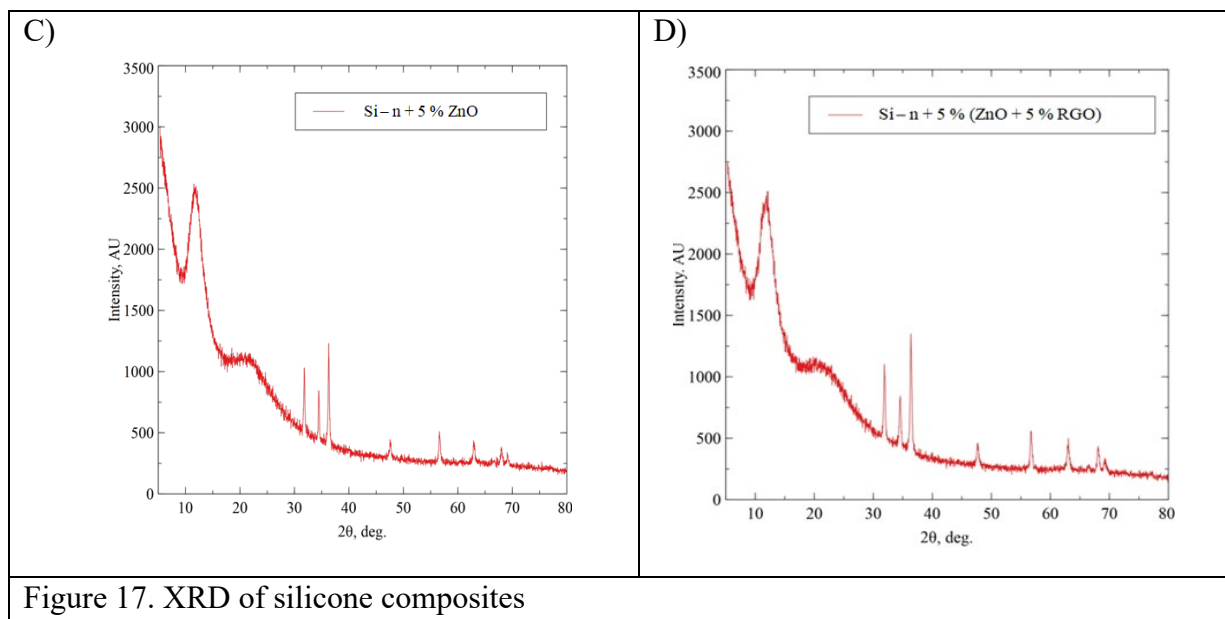 C)
3500
3000
2500
2000
1500
1000
500
0
Intensity, AU
Si – n + 5 % ZnO
10 20 30 40 50 60 70 80
2θ, deg.
D)
3500
3000
2500
2000
1500
1000
500
0
Intensity. AU
Si – n + 5 % (ZnO + 5 % RGO)
10 20 30 40 50 60 70 80
2θ, deg.
Figure 17. XRD of silicone composites